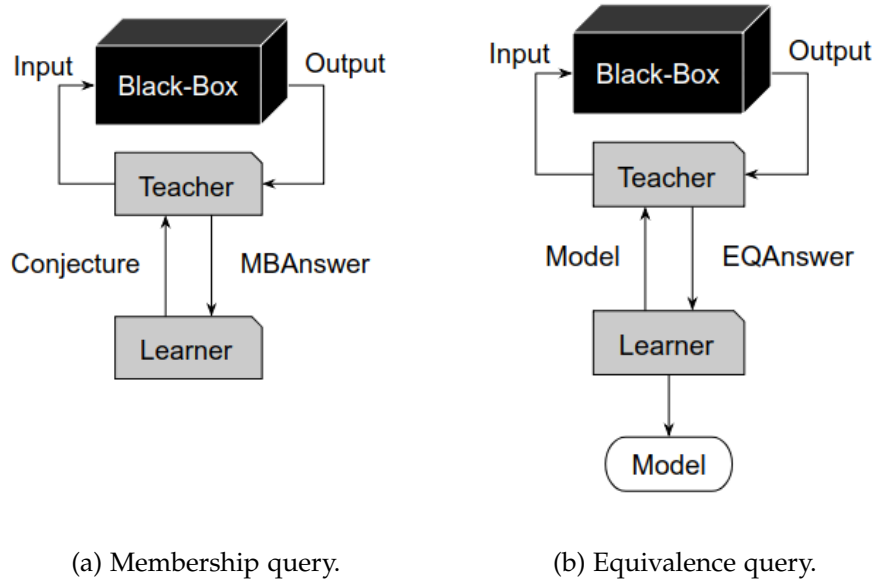 Input
Output
Black-Box
Teacher
Conjecture
MBAnswer
Learner
(a) Membership query.
Input
Output
Black-Box
Teacher
Model
EQAnswer
Learner
Model
(b) Equivalence query.